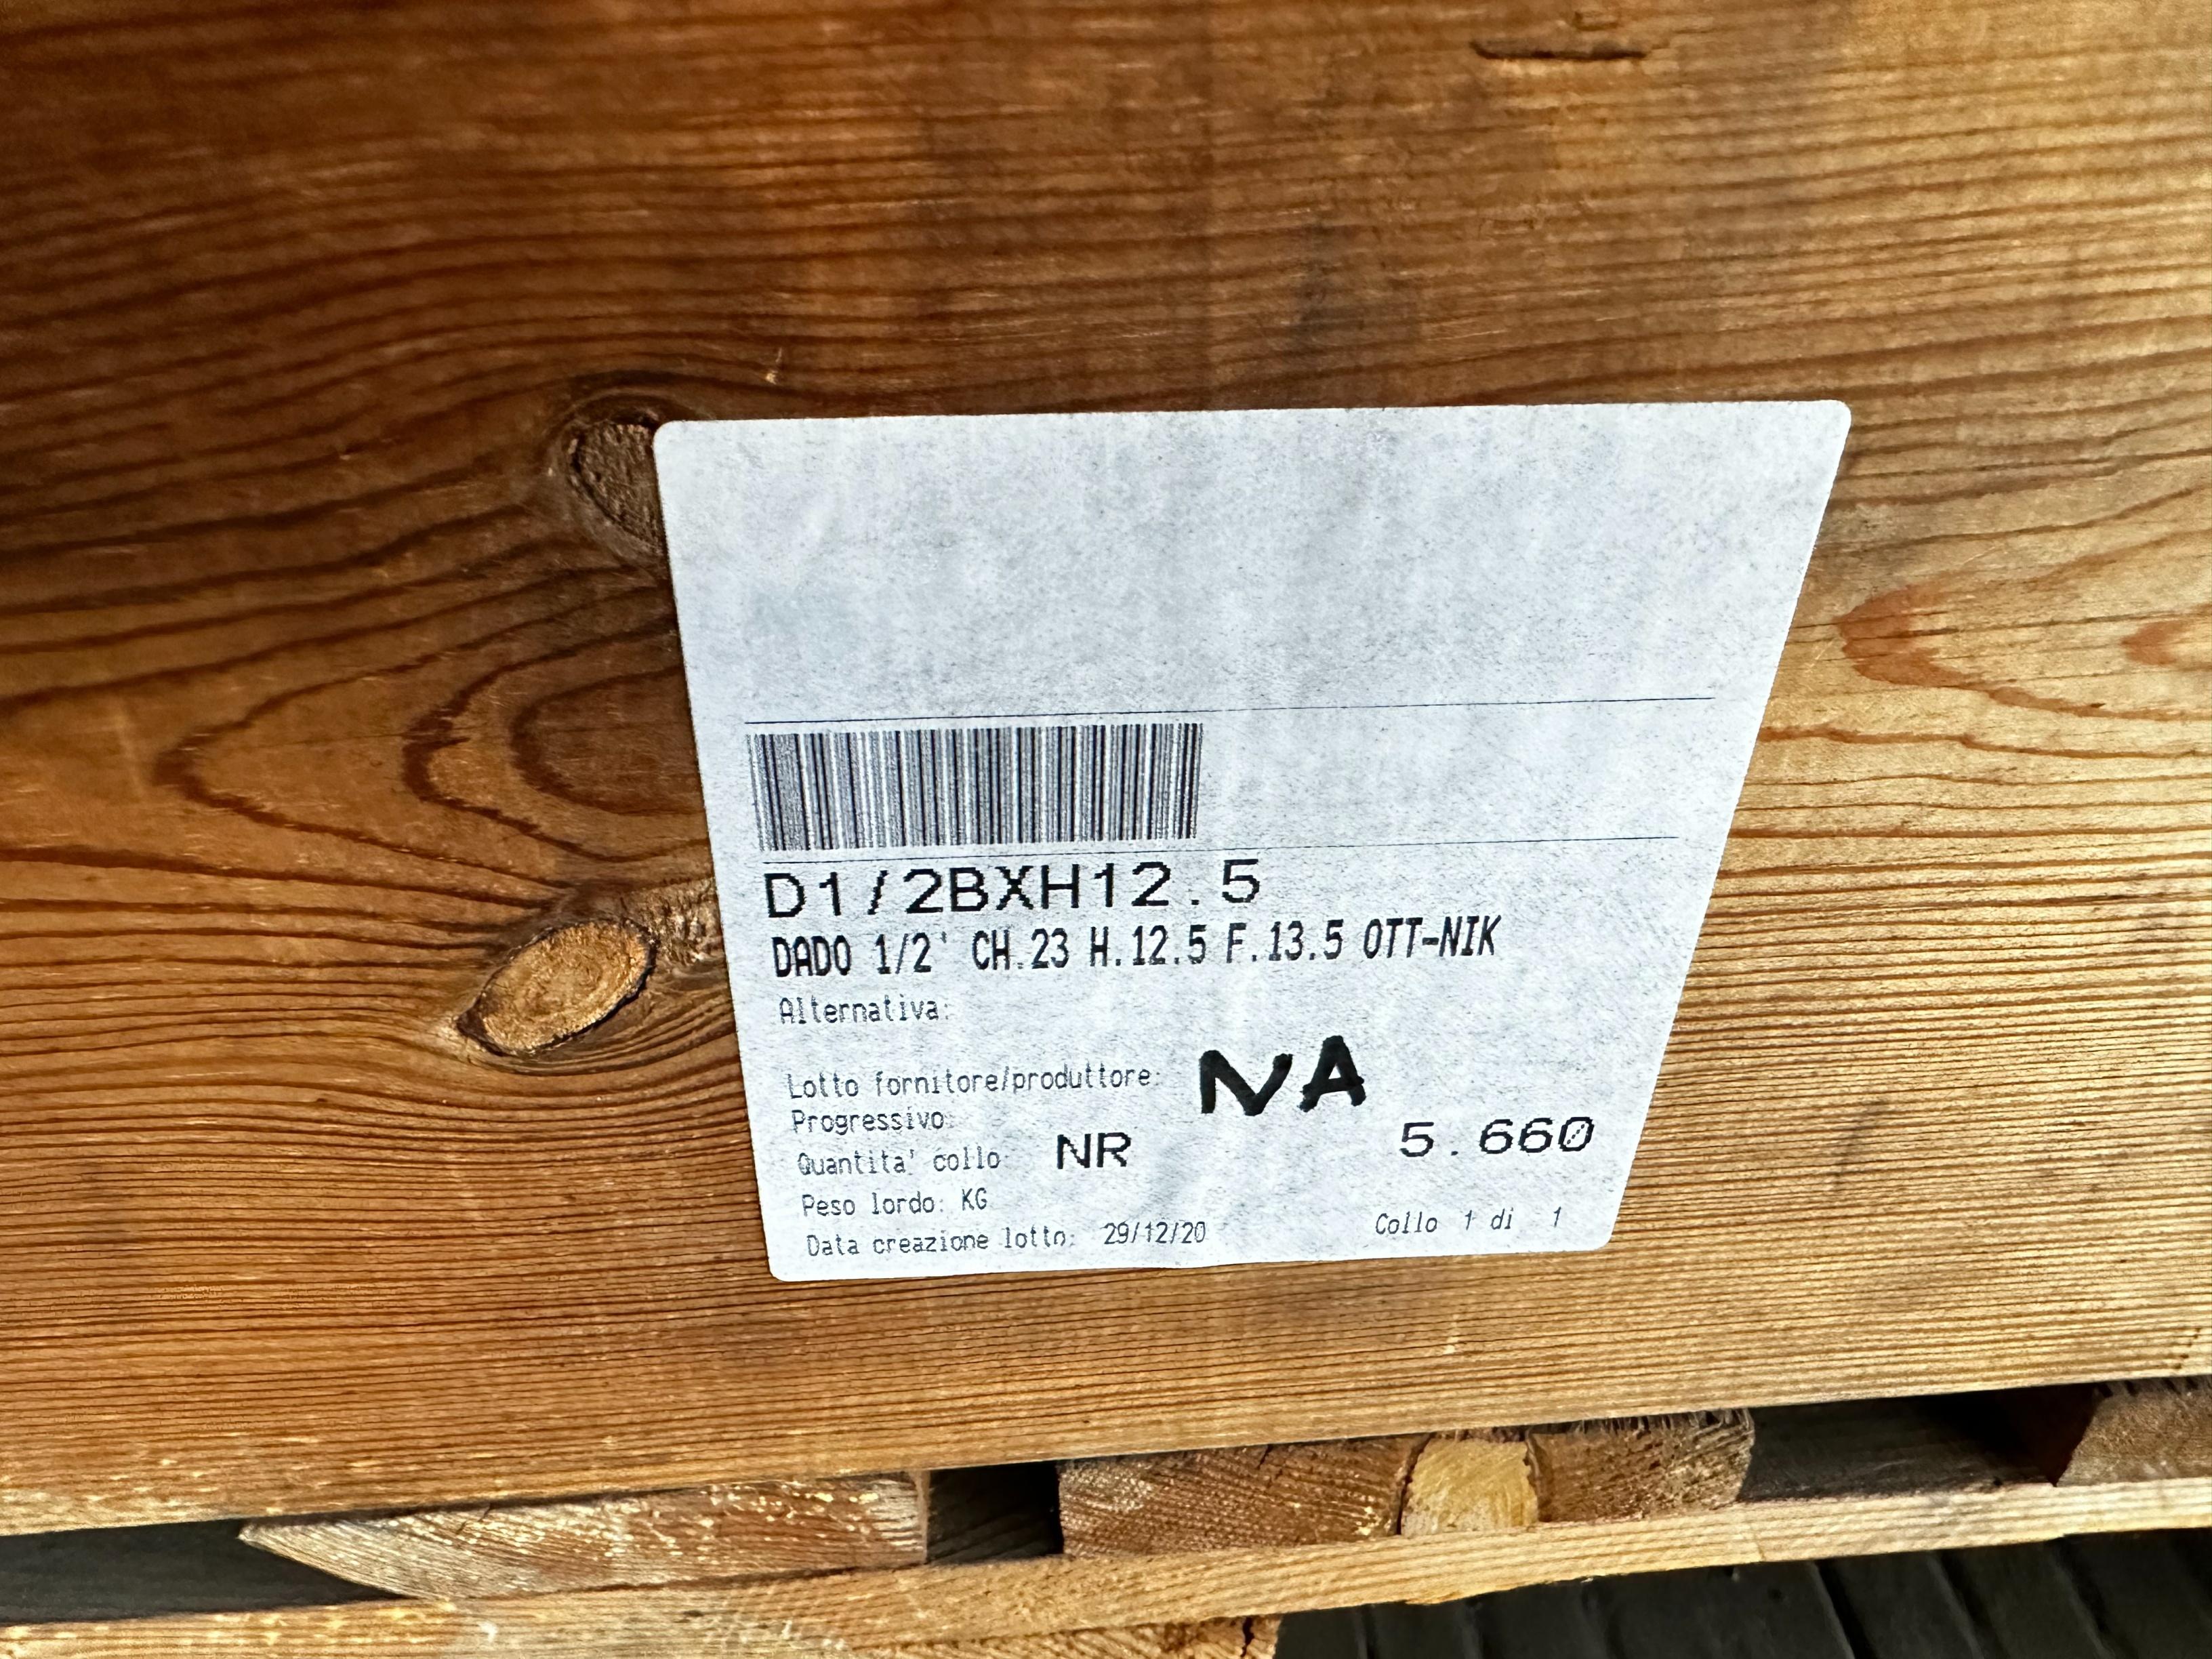 D1/2BXH12.5
DADO 1/2' CH.23 H.12.5 F.13.5 OTT-NIK
Alternativa:
Lotto fornitore/produttore: NA
Progressivo:
Quantita' collo NR 5.660
Peso lordo: KG
Data creazione lotto: 29/12/20 Collo 1 di 1